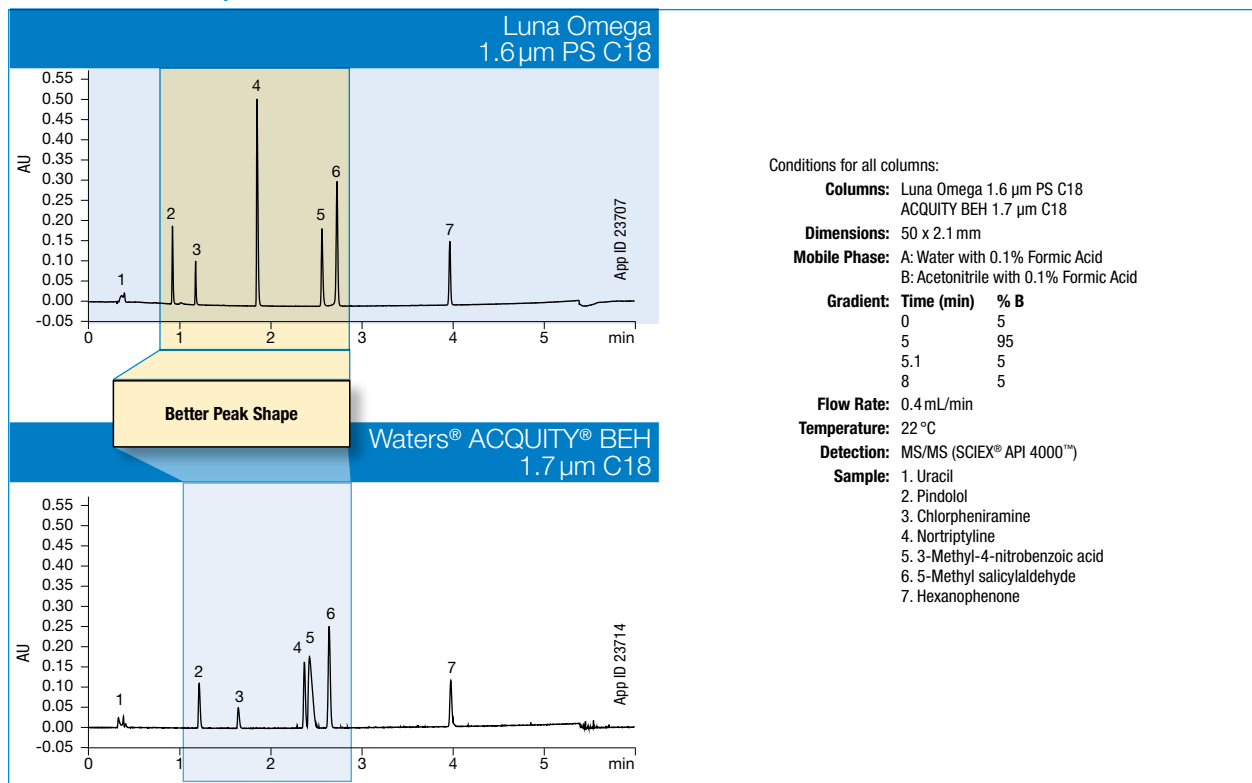 Luna Omega
1.6 µm PS C18
0.55
0.50
0.45
0.40
0.35
0.30
0.25
0.20
0.15
0.10
0.05
0.00
-0.05
AU
1
2
3
4
5
6
7
App ID 23707
0 1 2 3 4 5 min
Better Peak Shape
Waters® ACQUITY® BEH
1.7 µm C18
0.55
0.50
0.45
0.40
0.35
0.30
0.25
0.20
0.15
0.10
0.05
0.00
-0.05
AU
1
2
3
4
5
6
7
App ID 23714
0 1 2 3 4 5 min
Conditions for all columns:
Columns: Luna Omega 1.6 µm PS C18
ACQUITY BEH 1.7 µm C18
Dimensions: 50 x 2.1 mm
Mobile Phase: A: Water with 0.1% Formic Acid
B: Acetonitrile with 0.1% Formic Acid
Gradient: Time (min) % B
0 5
5 95
5.1 5
8 5
Flow Rate: 0.4 mL/min
Temperature: 22 °C
Detection: MS/MS (SCIEX® API 4000™)
Sample: 1. Uracil
2. Pindolol
3. Chlorpheniramine
4. Nortriptyline
5. 3-Methyl-4-nitrobenzoic acid
6. 5-Methyl salicylaldehyde
7. Hexanophenone